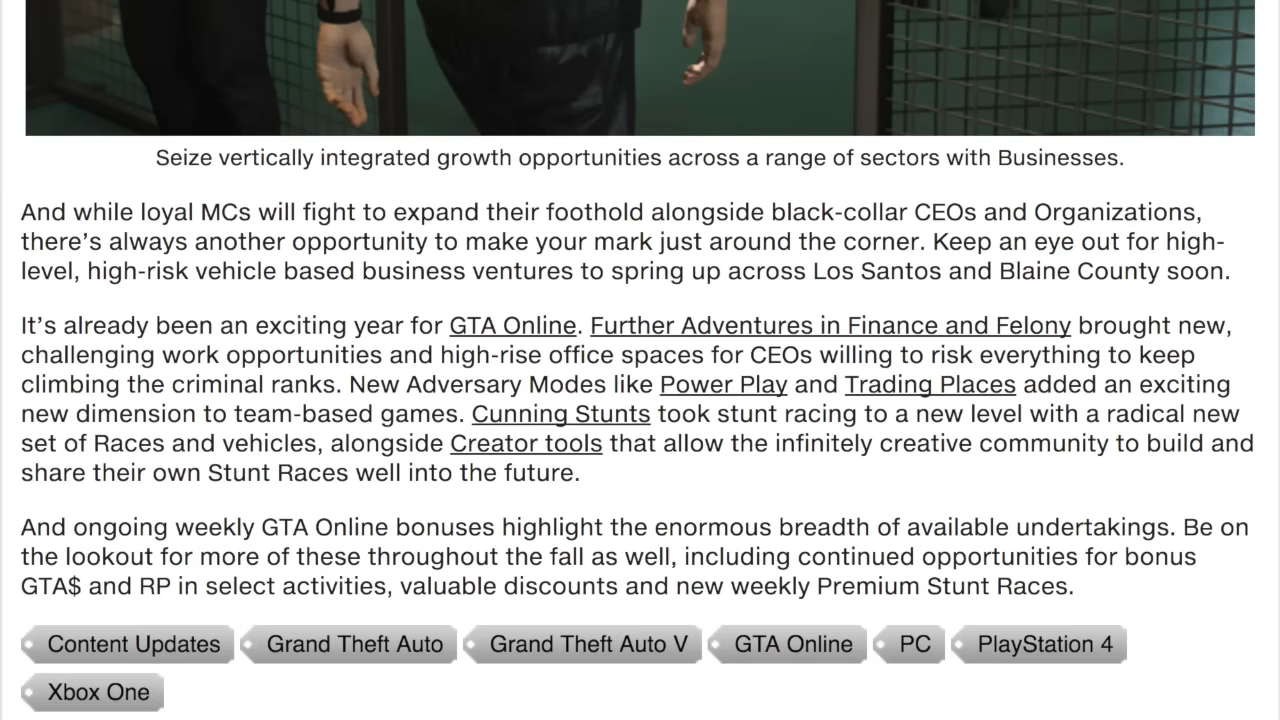 Seize vertically integrated growth opportunities across a range of sectors with Businesses.
And while loyal MCs will fight to expand their foothold alongside black-collar CEOs and Organizations,
there’s always another opportunity to make your mark just around the corner. Keep an eye out for high-
level, high-risk vehicle based business ventures to spring up across Los Santos and Blaine County soon.
It’s already been an exciting year for GTA Online. Further Adventures in Finance and Felony brought new,
challenging work opportunities and high-rise office spaces for CEOs willing to risk everything to keep
climbing the criminal ranks. New Adversary Modes like Power Play and Trading Places added an exciting
new dimension to team-based games. Cunning Stunts took stunt racing to a new level with a radical new
set of Races and vehicles, alongside Creator tools that allow the infinitely creative community to build and
share their own Stunt Races well into the future.
And ongoing weekly GTA Online bonuses highlight the enormous breadth of available undertakings. Be on
the lookout for more of these throughout the fall as well, including continued opportunities for bonus
GTA$ and RP in select activities, valuable discounts and new weekly Premium Stunt Races.
Content Updates Grand Theft Auto Grand Theft Auto V GTA Online PC PlayStation 4
Xbox One